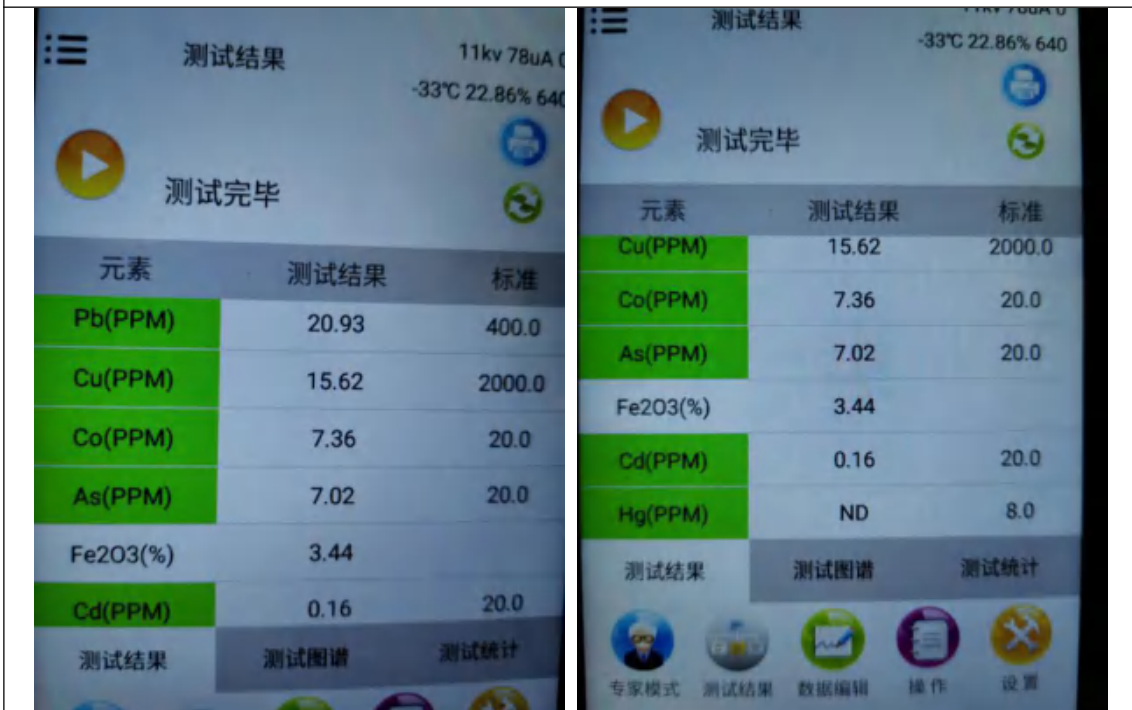 测试结果
11kv 78uA
-33℃ 22.86% 640
测试完毕
元素 测试结果 标准
Pb(PPM) 20.93 400.0
Cu(PPM) 15.62 2000.0
Co(PPM) 7.36 20.0
As(PPM) 7.02 20.0
Fe2O3(%) 3.44
Cd(PPM) 0.16 20.0
测试结果 测试图谱 测试统计
测试结果
-33℃ 22.86% 640
测试完毕
元素 测试结果 标准
Cu(PPM) 15.62 2000.0
Co(PPM) 7.36 20.0
As(PPM) 7.02 20.0
Fe2O3(%) 3.44
Cd(PPM) 0.16 20.0
Hg(PPM) ND 8.0
测试结果 测试图谱 测试统计
专家模式 测试结果 数据编辑 操作 设置